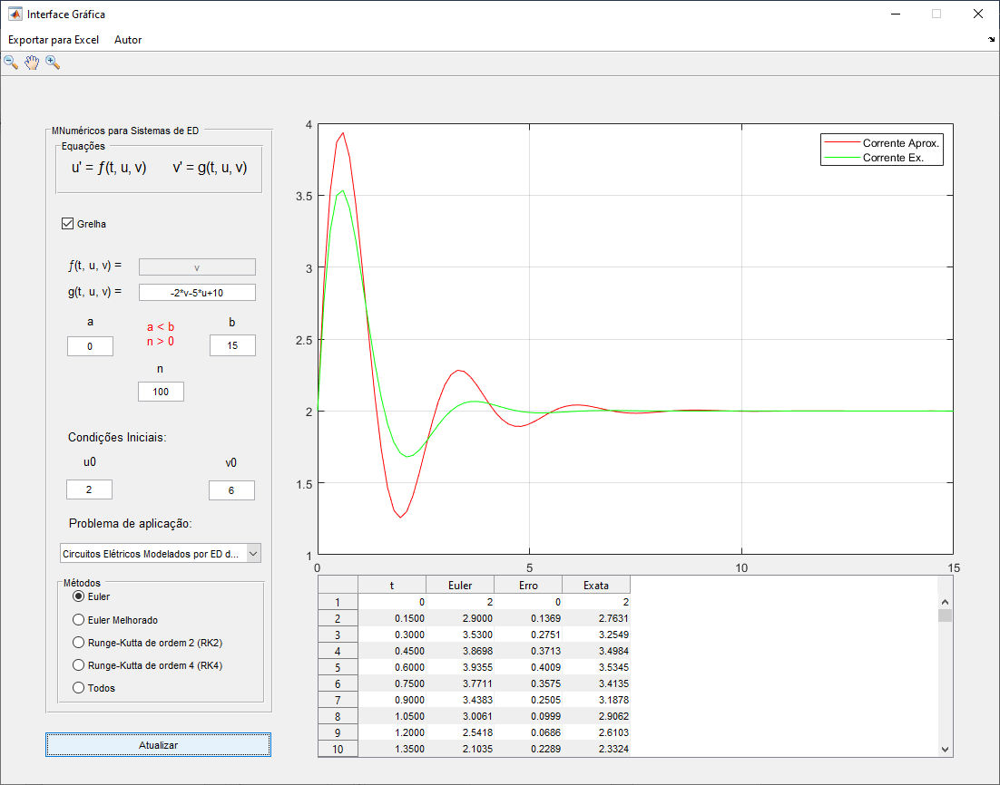 Interface Gráfica
Exportar para Excel Autor
MNuméricos para Sistemas de ED
Equações
u' = ƒ(t, u, v) v' = g(t, u, v)
Grelha
ƒ(t, u, v) = v
g(t, u, v) = -2*v-5*u+10
a a < b b
0 n > 0 15
n
100
Condições Iniciais:
u0 v0
2 6
Problema de aplicação:
Circuitos Elétricos Modelados por ED d...
Métodos
Euler
Euler Melhorado
Runge-Kutta de ordem 2 (RK2)
Runge-Kutta de ordem 4 (RK4)
Todos
Atualizar
Corrente Aprox.
Corrente Ex.
4
3.5
3
2.5
2
1.5
1
0 5 10 15
t Euler Erro Exata
1 0 2 0 2
2 0.1500 2.9000 0.1369 2.7631
3 0.3000 3.5300 0.2751 3.2549
4 0.4500 3.8698 0.3713 3.4984
5 0.6000 3.9355 0.4009 3.5345
6 0.7500 3.7711 0.3575 3.4135
7 0.9000 3.4383 0.2505 3.1878
8 1.0500 3.0061 0.0999 2.9062
9 1.2000 2.5418 0.0686 2.6103
10 1.3500 2.1035 0.2289 2.3324